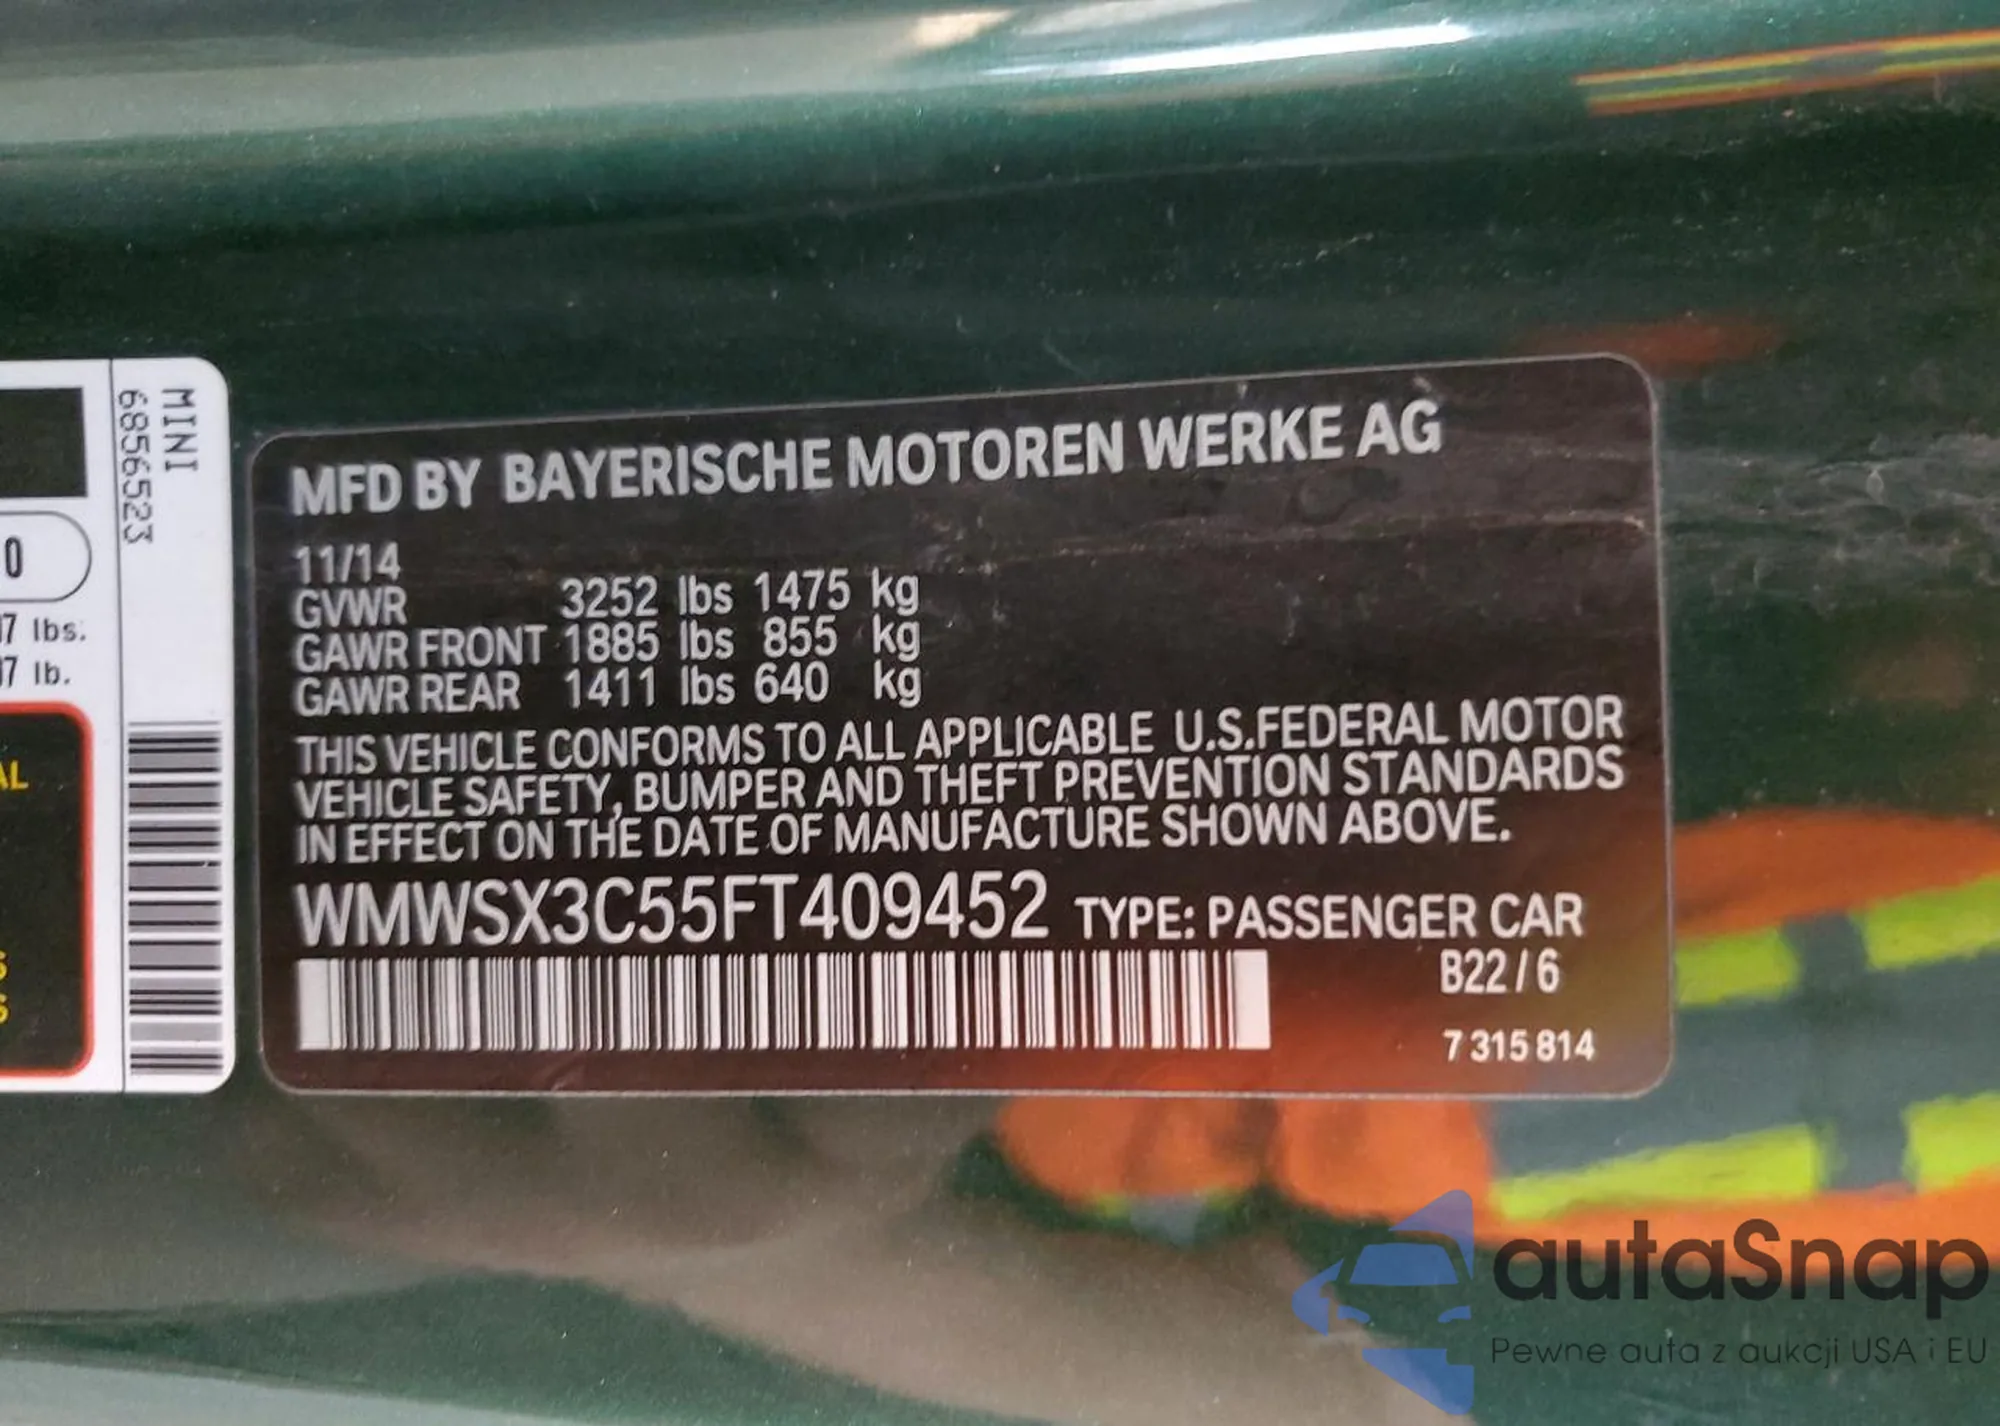 MINI
6856523
0
lbs.
lb.
MFD BY BAYERISCHE MOTOREN WERKE AG
11/14
GVWR 3252 lbs 1475 kg
GAWR FRONT 1885 lbs 855 kg
GAWR REAR 1411 lbs 640 kg
THIS VEHICLE CONFORMS TO ALL APPLICABLE U.S.FEDERAL MOTOR
VEHICLE SAFETY, BUMPER AND THEFT PREVENTION STANDARDS
IN EFFECT ON THE DATE OF MANUFACTURE SHOWN ABOVE.
WMWSX3C55FT409452 TYPE: PASSENGER CAR
B22/6
7 315 814
autaSnap
Pewne auta z aukcji USA i EU